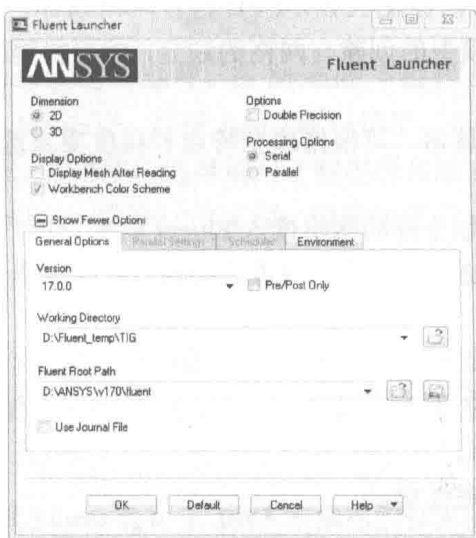 Fluent Launcher
ANSYS
Fluent Launcher
Dimension
2D
3D
Display Options
Display Mesh After Reading
Workbench Color Scheme
Options
Double Precision
Processing Options
Serial
Parallel
Show Fewer Options
General Options
Parallel Settings
Scheduler
Environment
Version
17.0.0
Pre/Post Only
Working Directory
D:\Fluent_temp\TIG
Fluent Root Path
D:\ANSYS\v170\fluent
Use Journal File
OK
Default
Cancel
Help